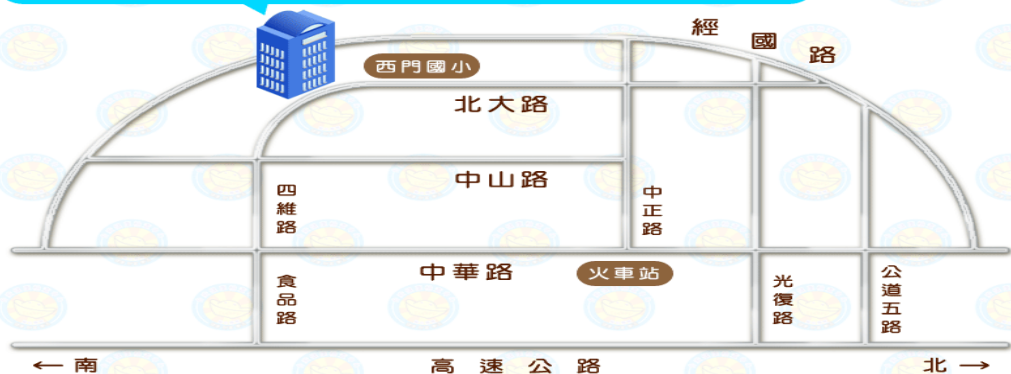 經國路
西門國小
北大路
中山路
四維路
中正路
中華路
火車站
食品路
光復路
公道五路
←南
高速公路
北→